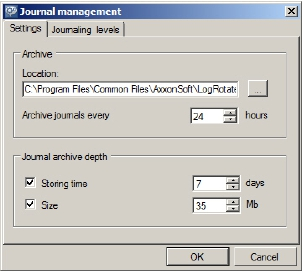 Journal management
Settings Journaling levels
Archive
Location:
C:\Program Files\Common Files\AxxonSoft\LogRotate
...
Archive journals every 24 hours
Journal archive depth
Storing time 7 days
Size 35 Mb
OK Cancel